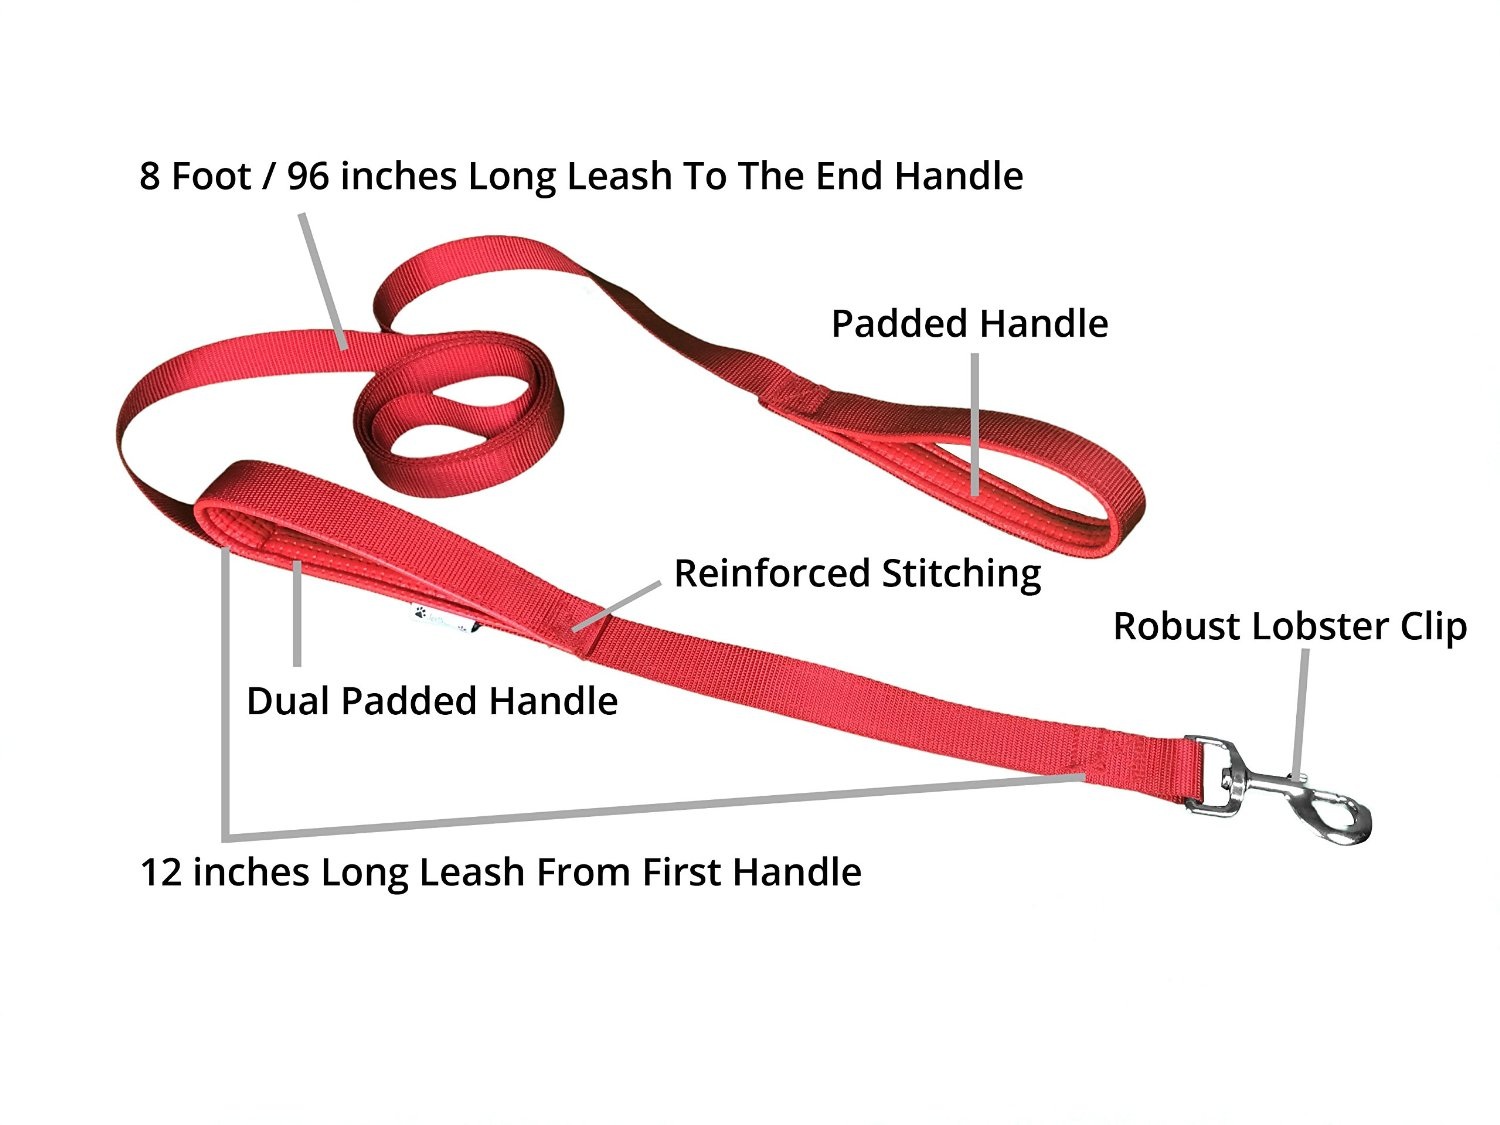 8 Foot / 96 inches Long Leash To The End Handle
Padded Handle
Reinforced Stitching
Robust Lobster Clip
Dual Padded Handle
12 inches Long Leash From First Handle